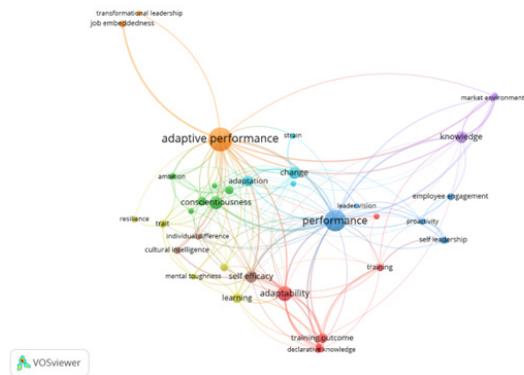 transformational leadership
job embeddedness
market environment
adaptive performance
strain
knowledge
change
ambition
adaptation
employee engagement
conscientiousness
leader vision
resiliance
trait
performance
proactivity
individual difference
self leadership
cultural intelligence
training
mental toughness
self efficacy
learning
adaptability
training outcome
declarative knowledge
VOSviewer